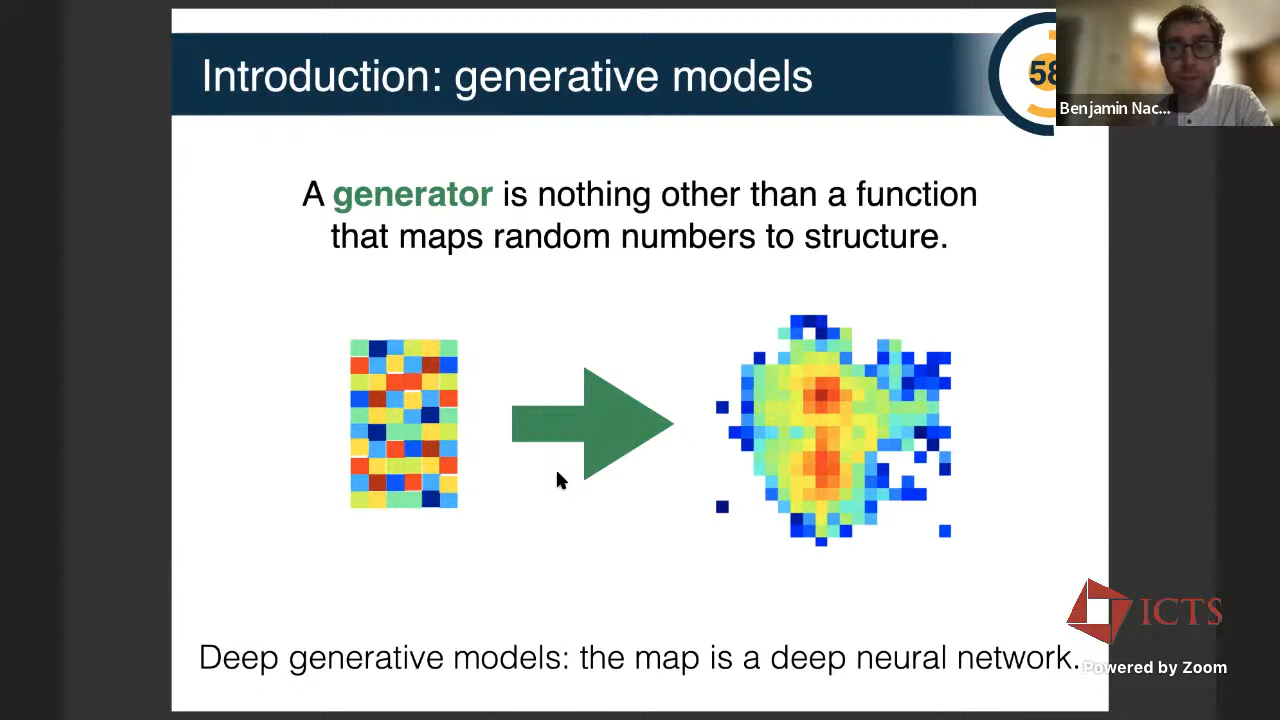 Introduction: generative models
58
Benjamin Nac...
A generator is nothing other than a function
that maps random numbers to structure.
ICTS
Deep generative models: the map is a deep neural network.
Powered by Zoom